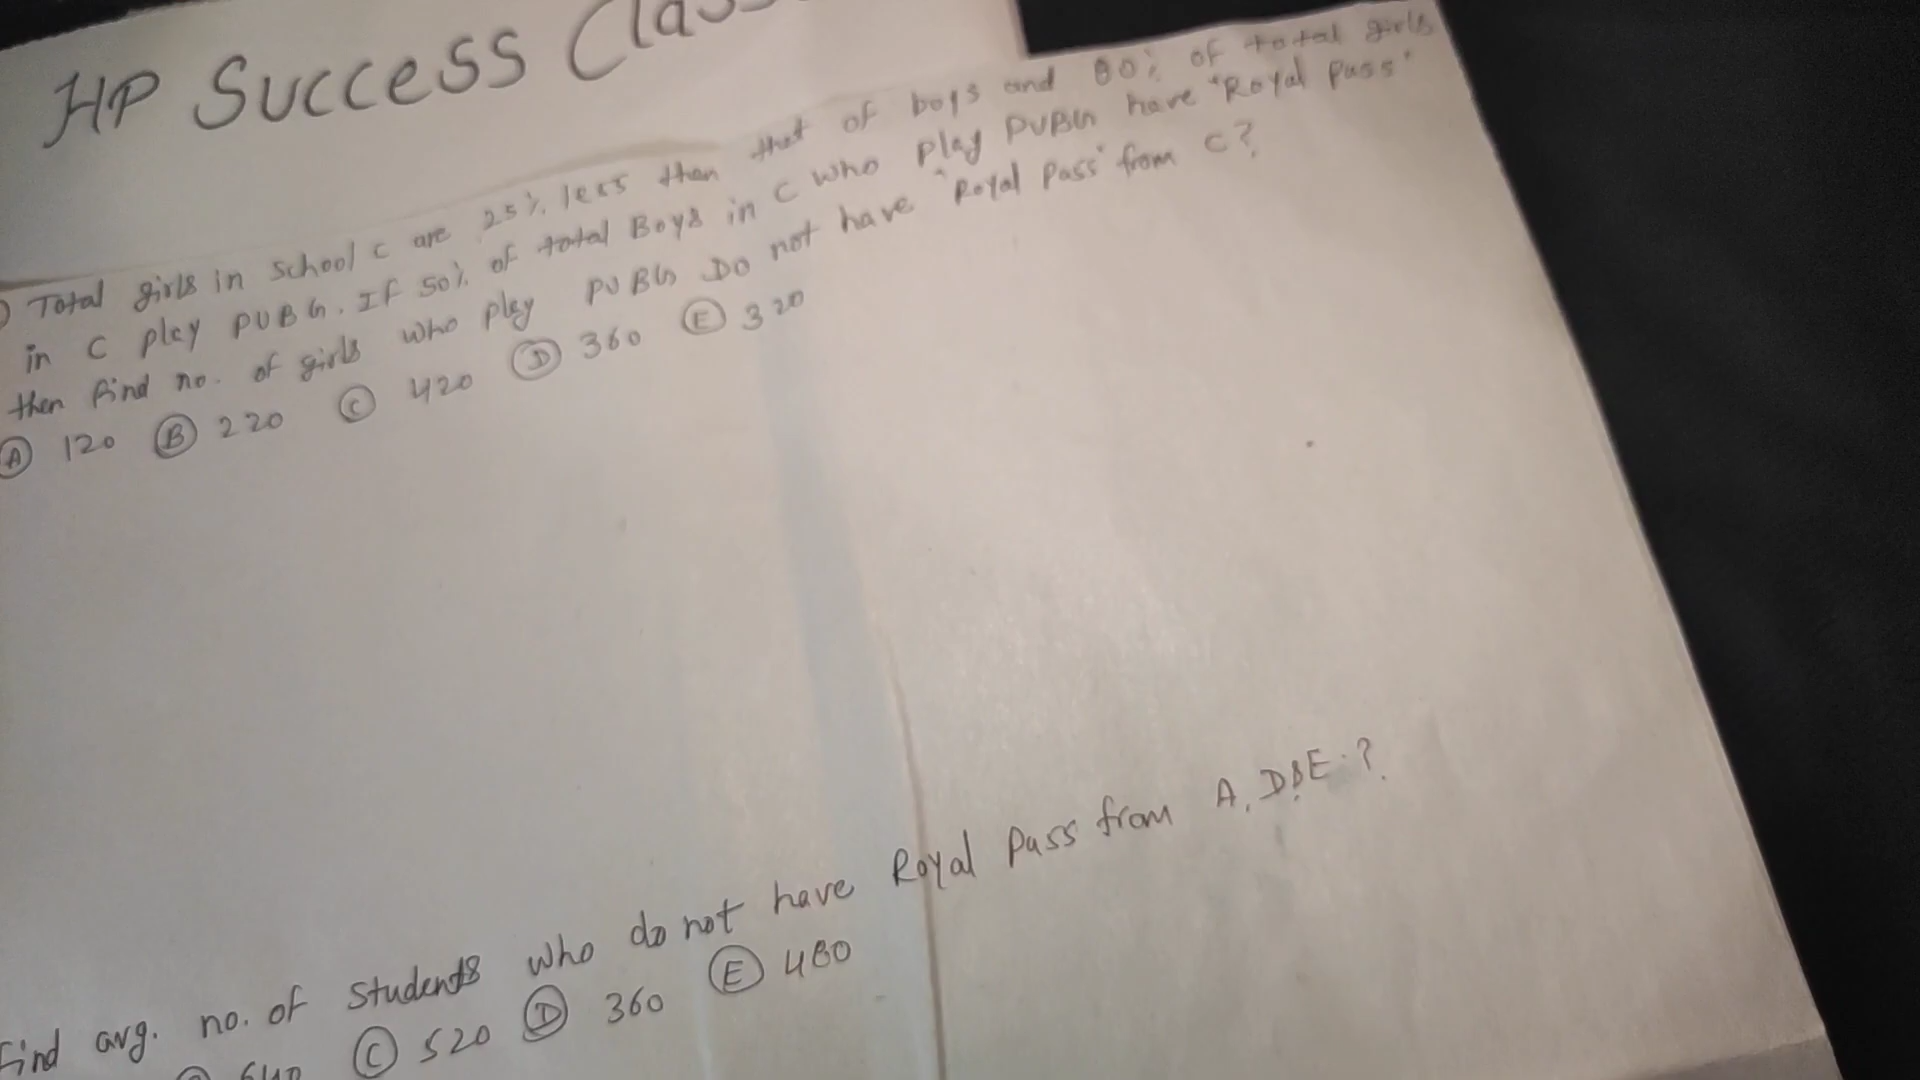 HP Success Clas
Total girls in school c are 25% less then that of boys and 80% of total girls
in C play PUBG. If 50% of total Boys in C who play PUBG have "Royal Pass"
then find no. of girls who play PUBG Do not have "Royal Pass" from C?
A 120 B 220 C 420 D 360 E 320
Find avg. no. of students who do not have Royal Pass from A, D & E ?
C 520 D 360 E 480